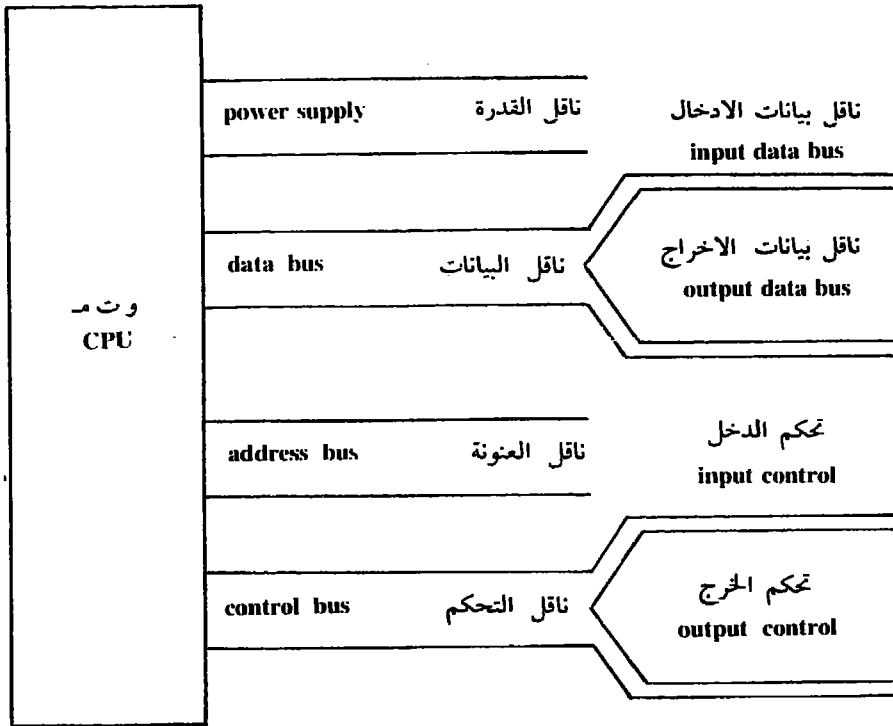 power supply ناقل القدرة
ناقل بيانات الادخال
input data bus
data bus ناقل البيانات
ناقل بيانات الاخراج
output data bus
و ت مـ
CPU
address bus ناقل العنونة
تحكم الدخل
input control
control bus ناقل التحكم
تحكم الخرج
output control